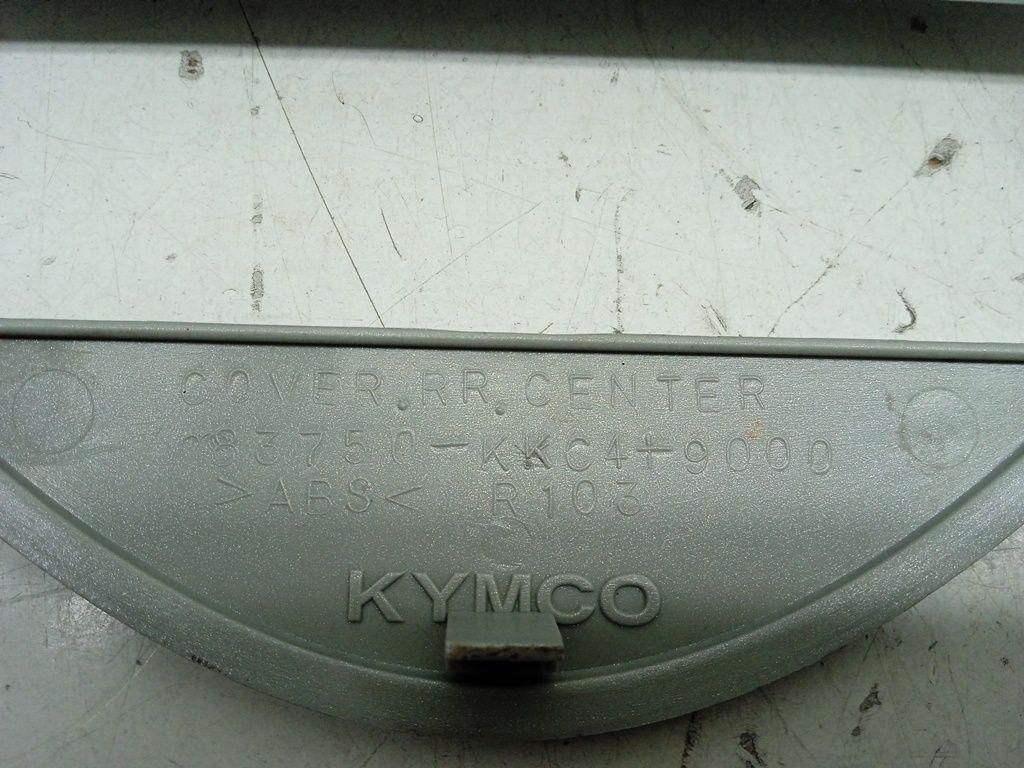 COVER,RR,CENTER
83750-KKC4-9000
>ABS< R103
KYMCO